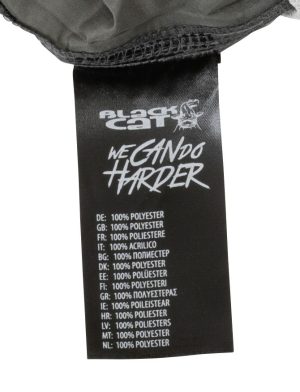 BLACK
CAT
WE CAN DO
HARDER
DE: 100% POLYESTER
GB: 100% POLYESTER
FR: 100% POLIESTERE
IT: 100% ACRILICO
BG: 100% ПОЛИЕСТЕР
DK: 100% POLYESTER
EE: 100% POLÜESTER
FI: 100% POLYESTERI
GR: 100% ΠΟΛΥΕΣΤΕΡΑΣ
IE: 100% POILEISTEAR
HR: 100% POLIESTER
LV: 100% POLIESTERS
MT: 100% POLYESTER
NL: 100% POLYESTER